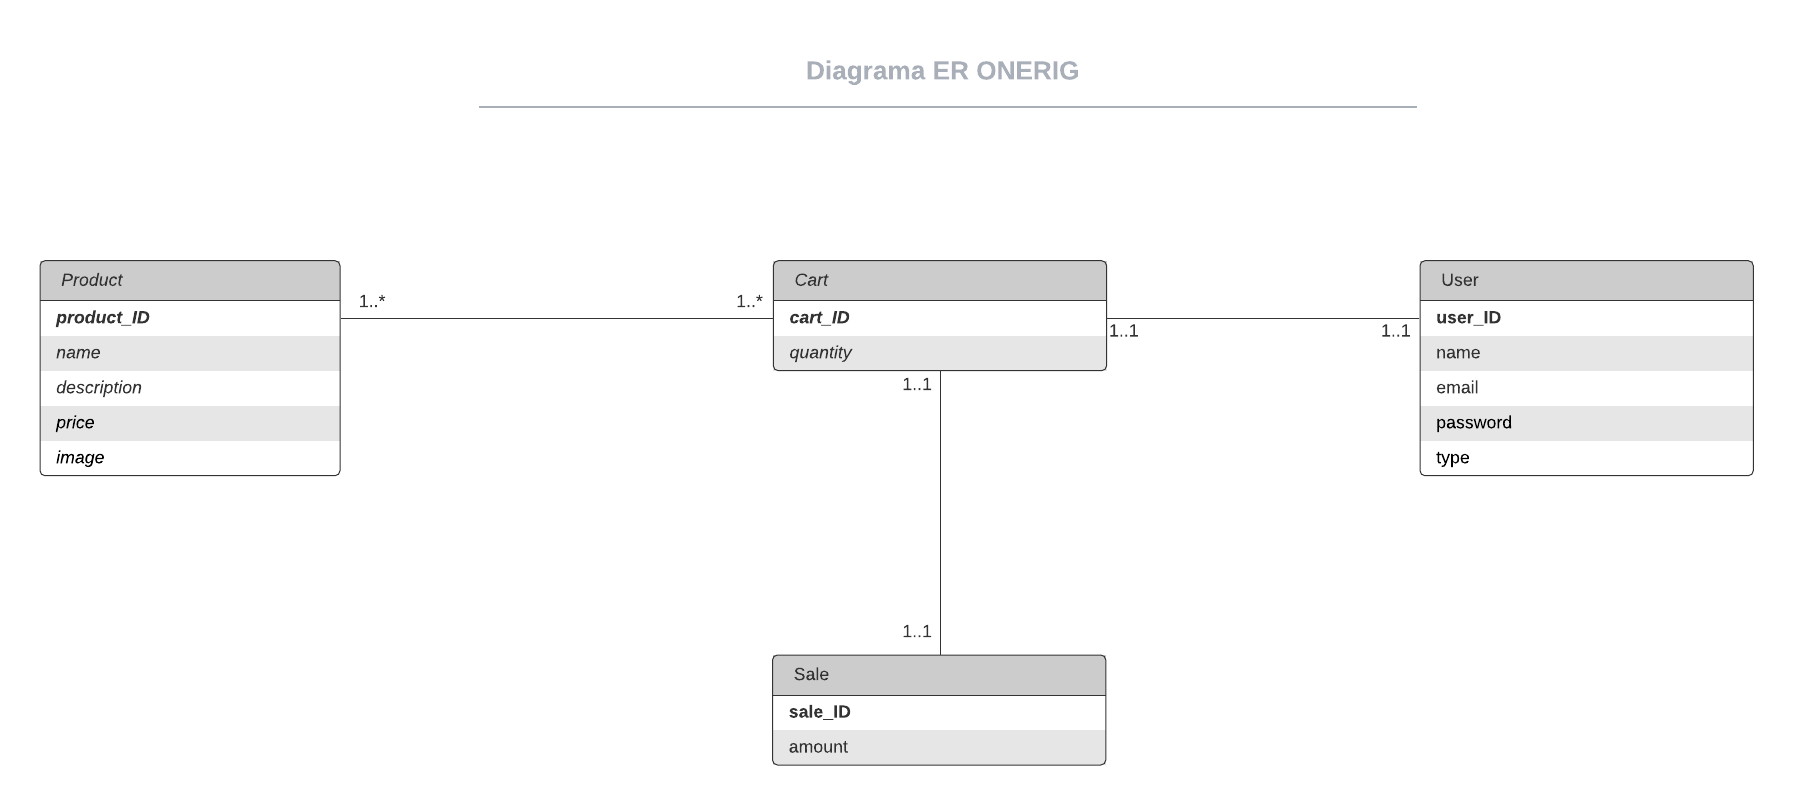 Diagrama ER ONERIG
Product
product_ID
name
description
price
image
1..*
1..*
Cart
cart_ID
quantity
1..1
1..1
User
user_ID
name
email
password
type
1..1
1..1
Sale
sale_ID
amount